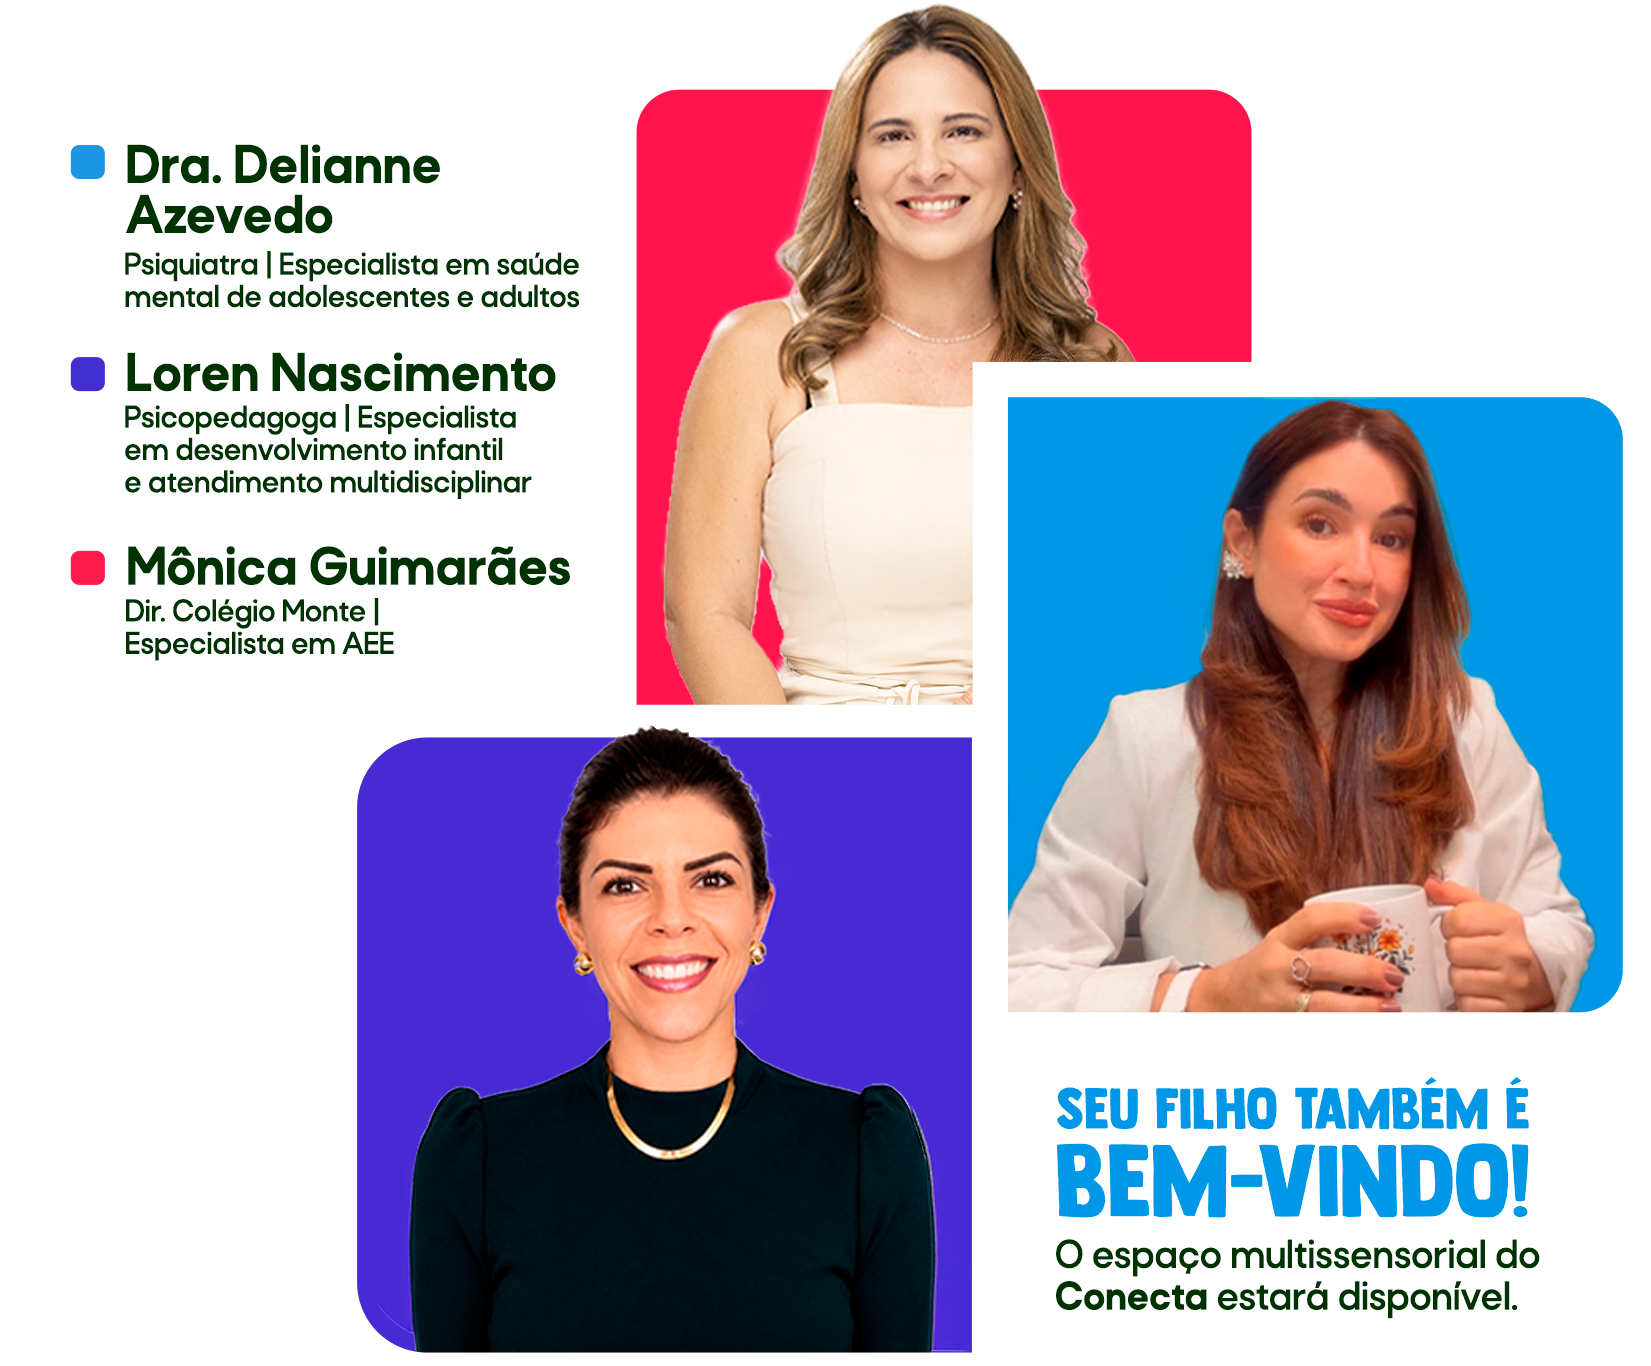 Dra. Delianne
Azevedo
Psiquiatra | Especialista em saúde
mental de adolescentes e adultos
Loren Nascimento
Psicopedagoga | Especialista
em desenvolvimento infantil
e atendimento multidisciplinar
Mônica Guimarães
Dir. Colégio Monte |
Especialista em AEE
SEU FILHO TAMBÉM É
BEM-VINDO!
O espaço multissensorial do
Conecta estará disponível.